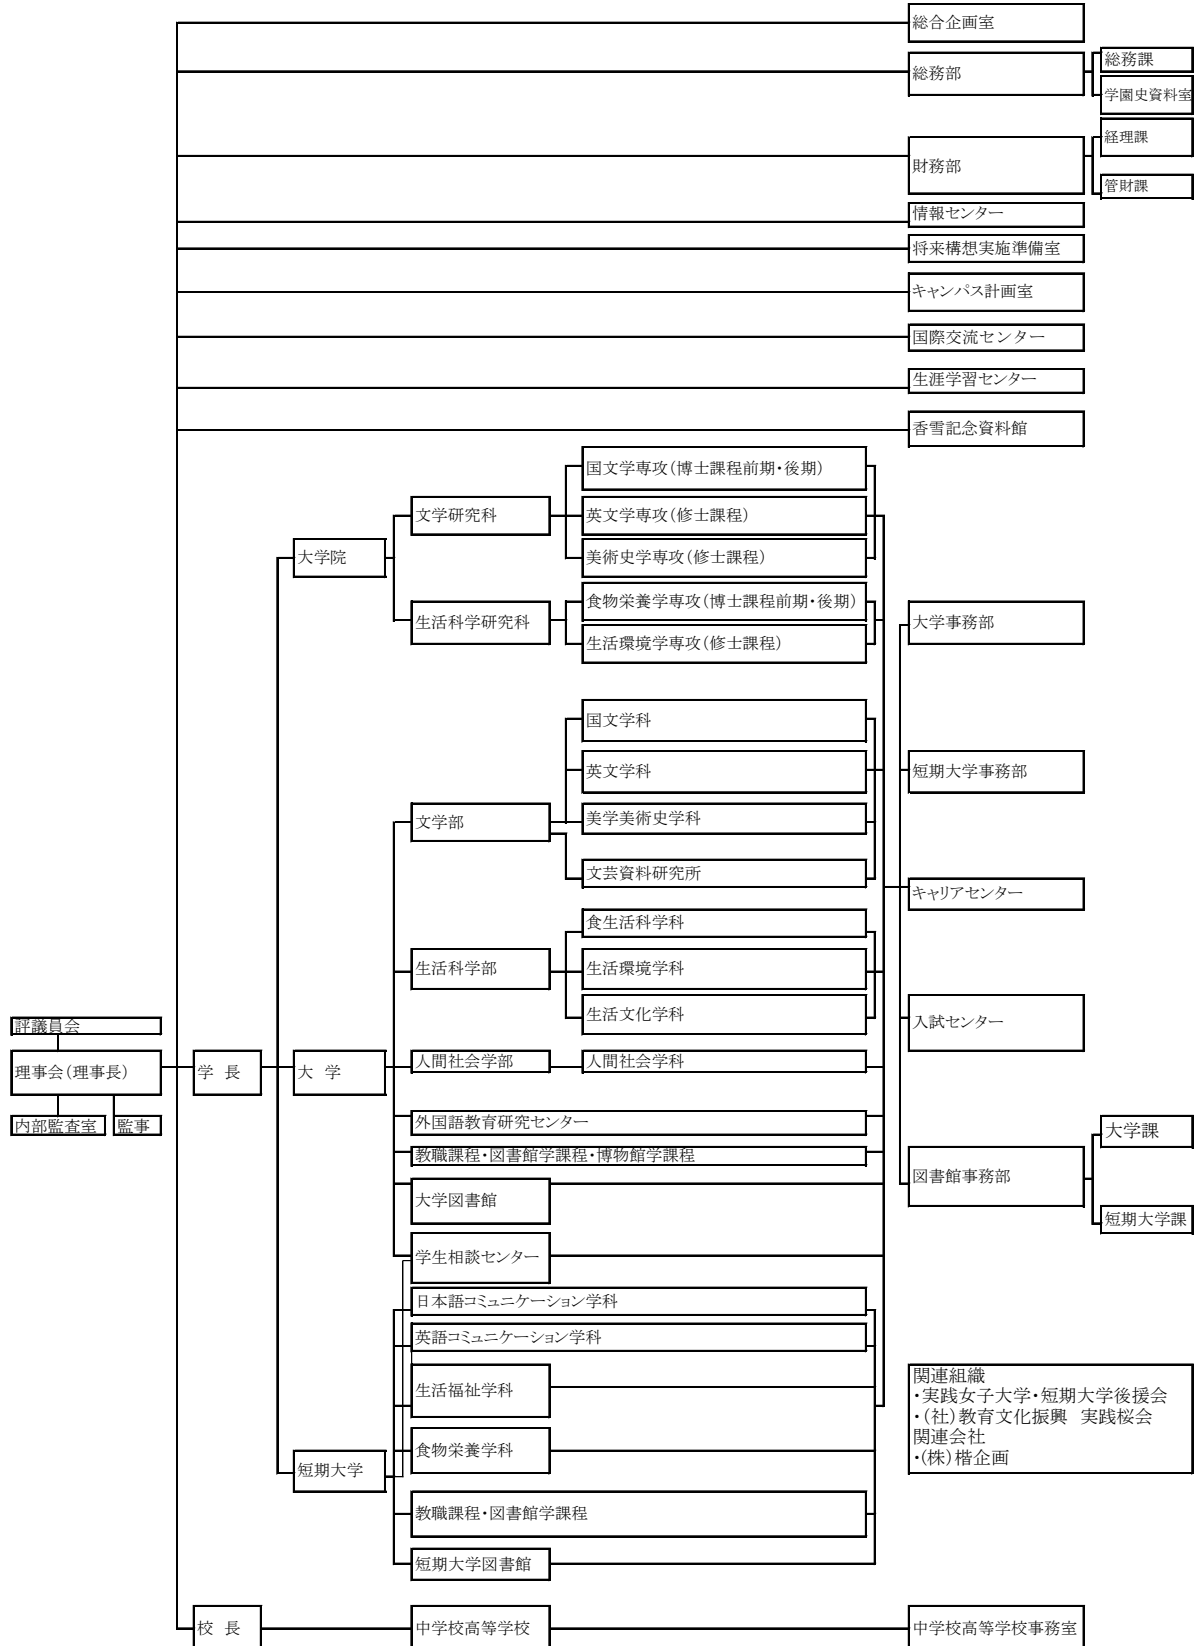 総合企画室
総務部
総務課
学園史資料室
財務部
経理課
管財課
情報センター
将来構想実施準備室
キャンパス計画室
国際交流センター
生涯学習センター
香雪記念資料館
大学院
文学研究科
国文学専攻(博士課程前期・後期)
英文学専攻(修士課程)
美術史学専攻(修士課程)
生活科学研究科
食物栄養学専攻(博士課程前期・後期)
生活環境学専攻(修士課程)
大学事務部
短期大学事務部
キャリアセンター
入試センター
図書館事務部
大学課
短期大学課
文学部
国文学科
英文学科
美学美術史学科
文芸資料研究所
生活科学部
食生活科学科
生活環境学科
生活文化学科
評議員会
理事会(理事長)
内部監査室
監事
学 長
大 学
人間社会学部
人間社会学科
外国語教育研究センター
教職課程・図書館学課程・博物館学課程
大学図書館
学生相談センター
短期大学
日本語コミュニケーション学科
英語コミュニケーション学科
生活福祉学科
食物栄養学科
教職課程・図書館学課程
短期大学図書館
関連組織
・実践女子大学・短期大学後援会
・(社)教育文化振興 実践桜会
関連会社
・(株)楷企画
校 長
中学校高等学校
中学校高等学校事務室